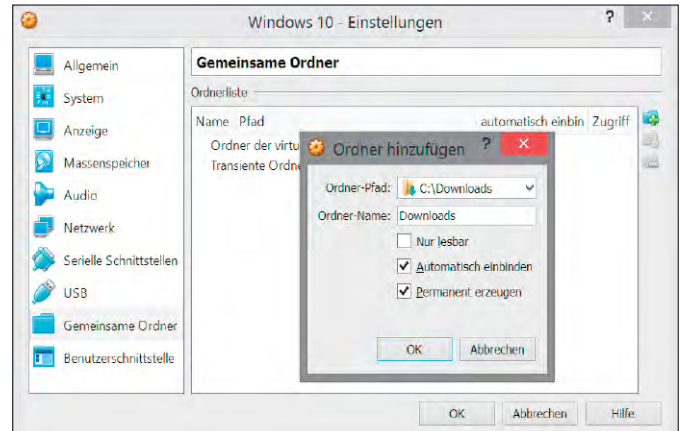 Windows 10 - Einstellungen
?
Allgemein
System
Anzeige
Massenspeicher
Audio
Netzwerk
Serielle Schnittstellen
USB
Gemeinsame Ordner
Benutzerschnittstelle
Gemeinsame Ordner
Ordnerliste
Name Pfad automatisch einbin Zugriff
Ordner der virtu
Transiente Ordne
Ordner hinzufügen ?
Ordner-Pfad: C:\Downloads
Ordner-Name: Downloads
Nur lesbar
Automatisch einbinden
Permanent erzeugen
OK Abbrechen
OK Abbrechen Hilfe